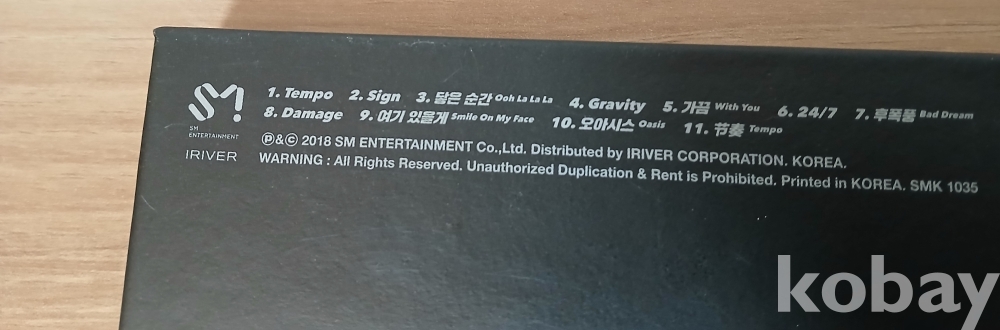 SM
SM
ENTERTAINMENT
IRIVER
1. Tempo 2. Sign 3. 닿은 순간 Ooh La La La 4. Gravity 5. 가끔 With You 6. 24/7 7. 후폭풍 Bad Dream
8. Damage 9. 여기 있을게 Smile On My Face 10. 오아시스 Oasis 11. 节奏 Tempo
℗&© 2018 SM ENTERTAINMENT Co.,Ltd. Distributed by IRIVER CORPORATION. KOREA.
WARNING : All Rights Reserved. Unauthorized Duplication & Rent is Prohibited. Printed in KOREA. SMK 1035
kobay